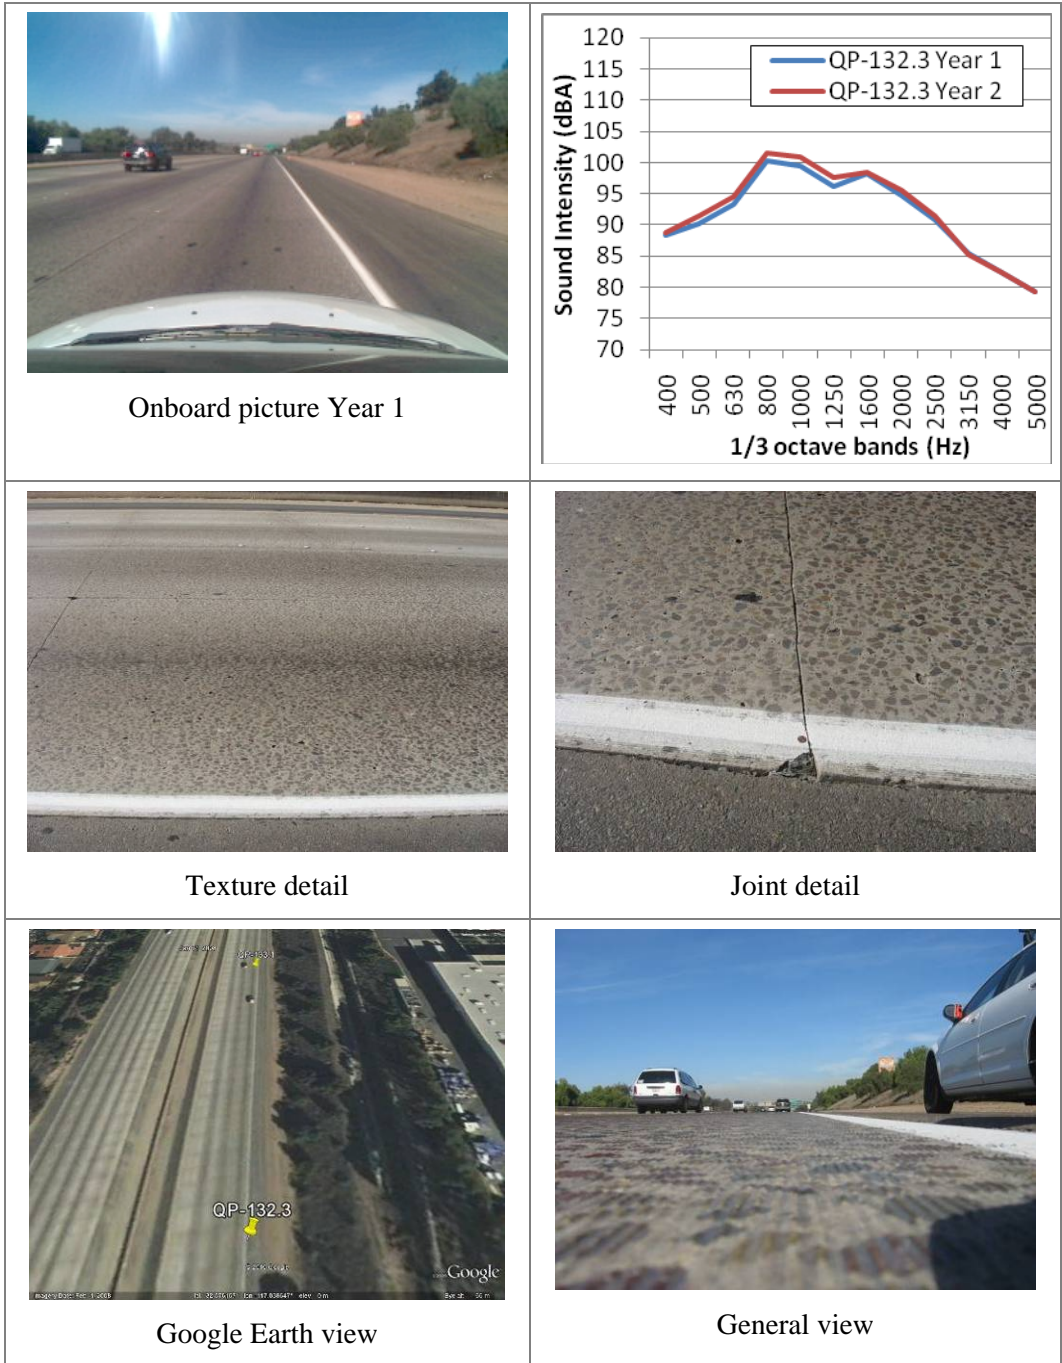 Onboard picture Year 1
120
115
110
105
100
95
90
85
80
75
70
Sound Intensity (dBA)
QP-132.3 Year 1
QP-132.3 Year 2
400
500
630
800
1000
1250
1600
2000
2500
3150
4000
5000
1/3 octave bands (Hz)
Texture detail
Joint detail
QP-132.3
Google
Google Earth view
General view